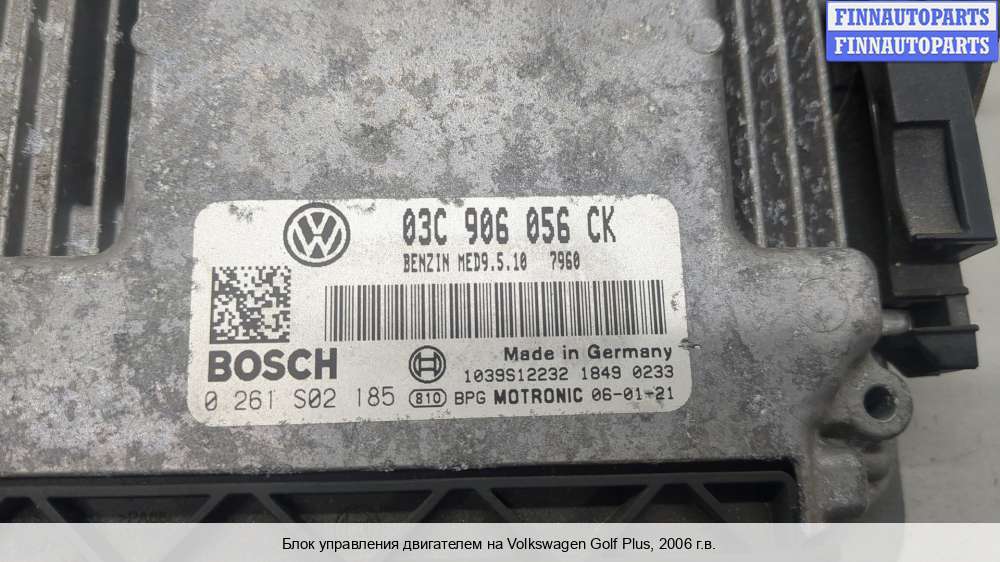 FINNAUTOPARTS
FINNAUTOPARTS
03C 906 056 CK
BENZIN MED9.5.10 7960
BOSCH
Made in Germany
1039S12232 1849 0233
0 261 S02 185 810 BPG MOTRONIC 06-01-21
Блок управления двигателем на Volkswagen Golf Plus, 2006 г.в.